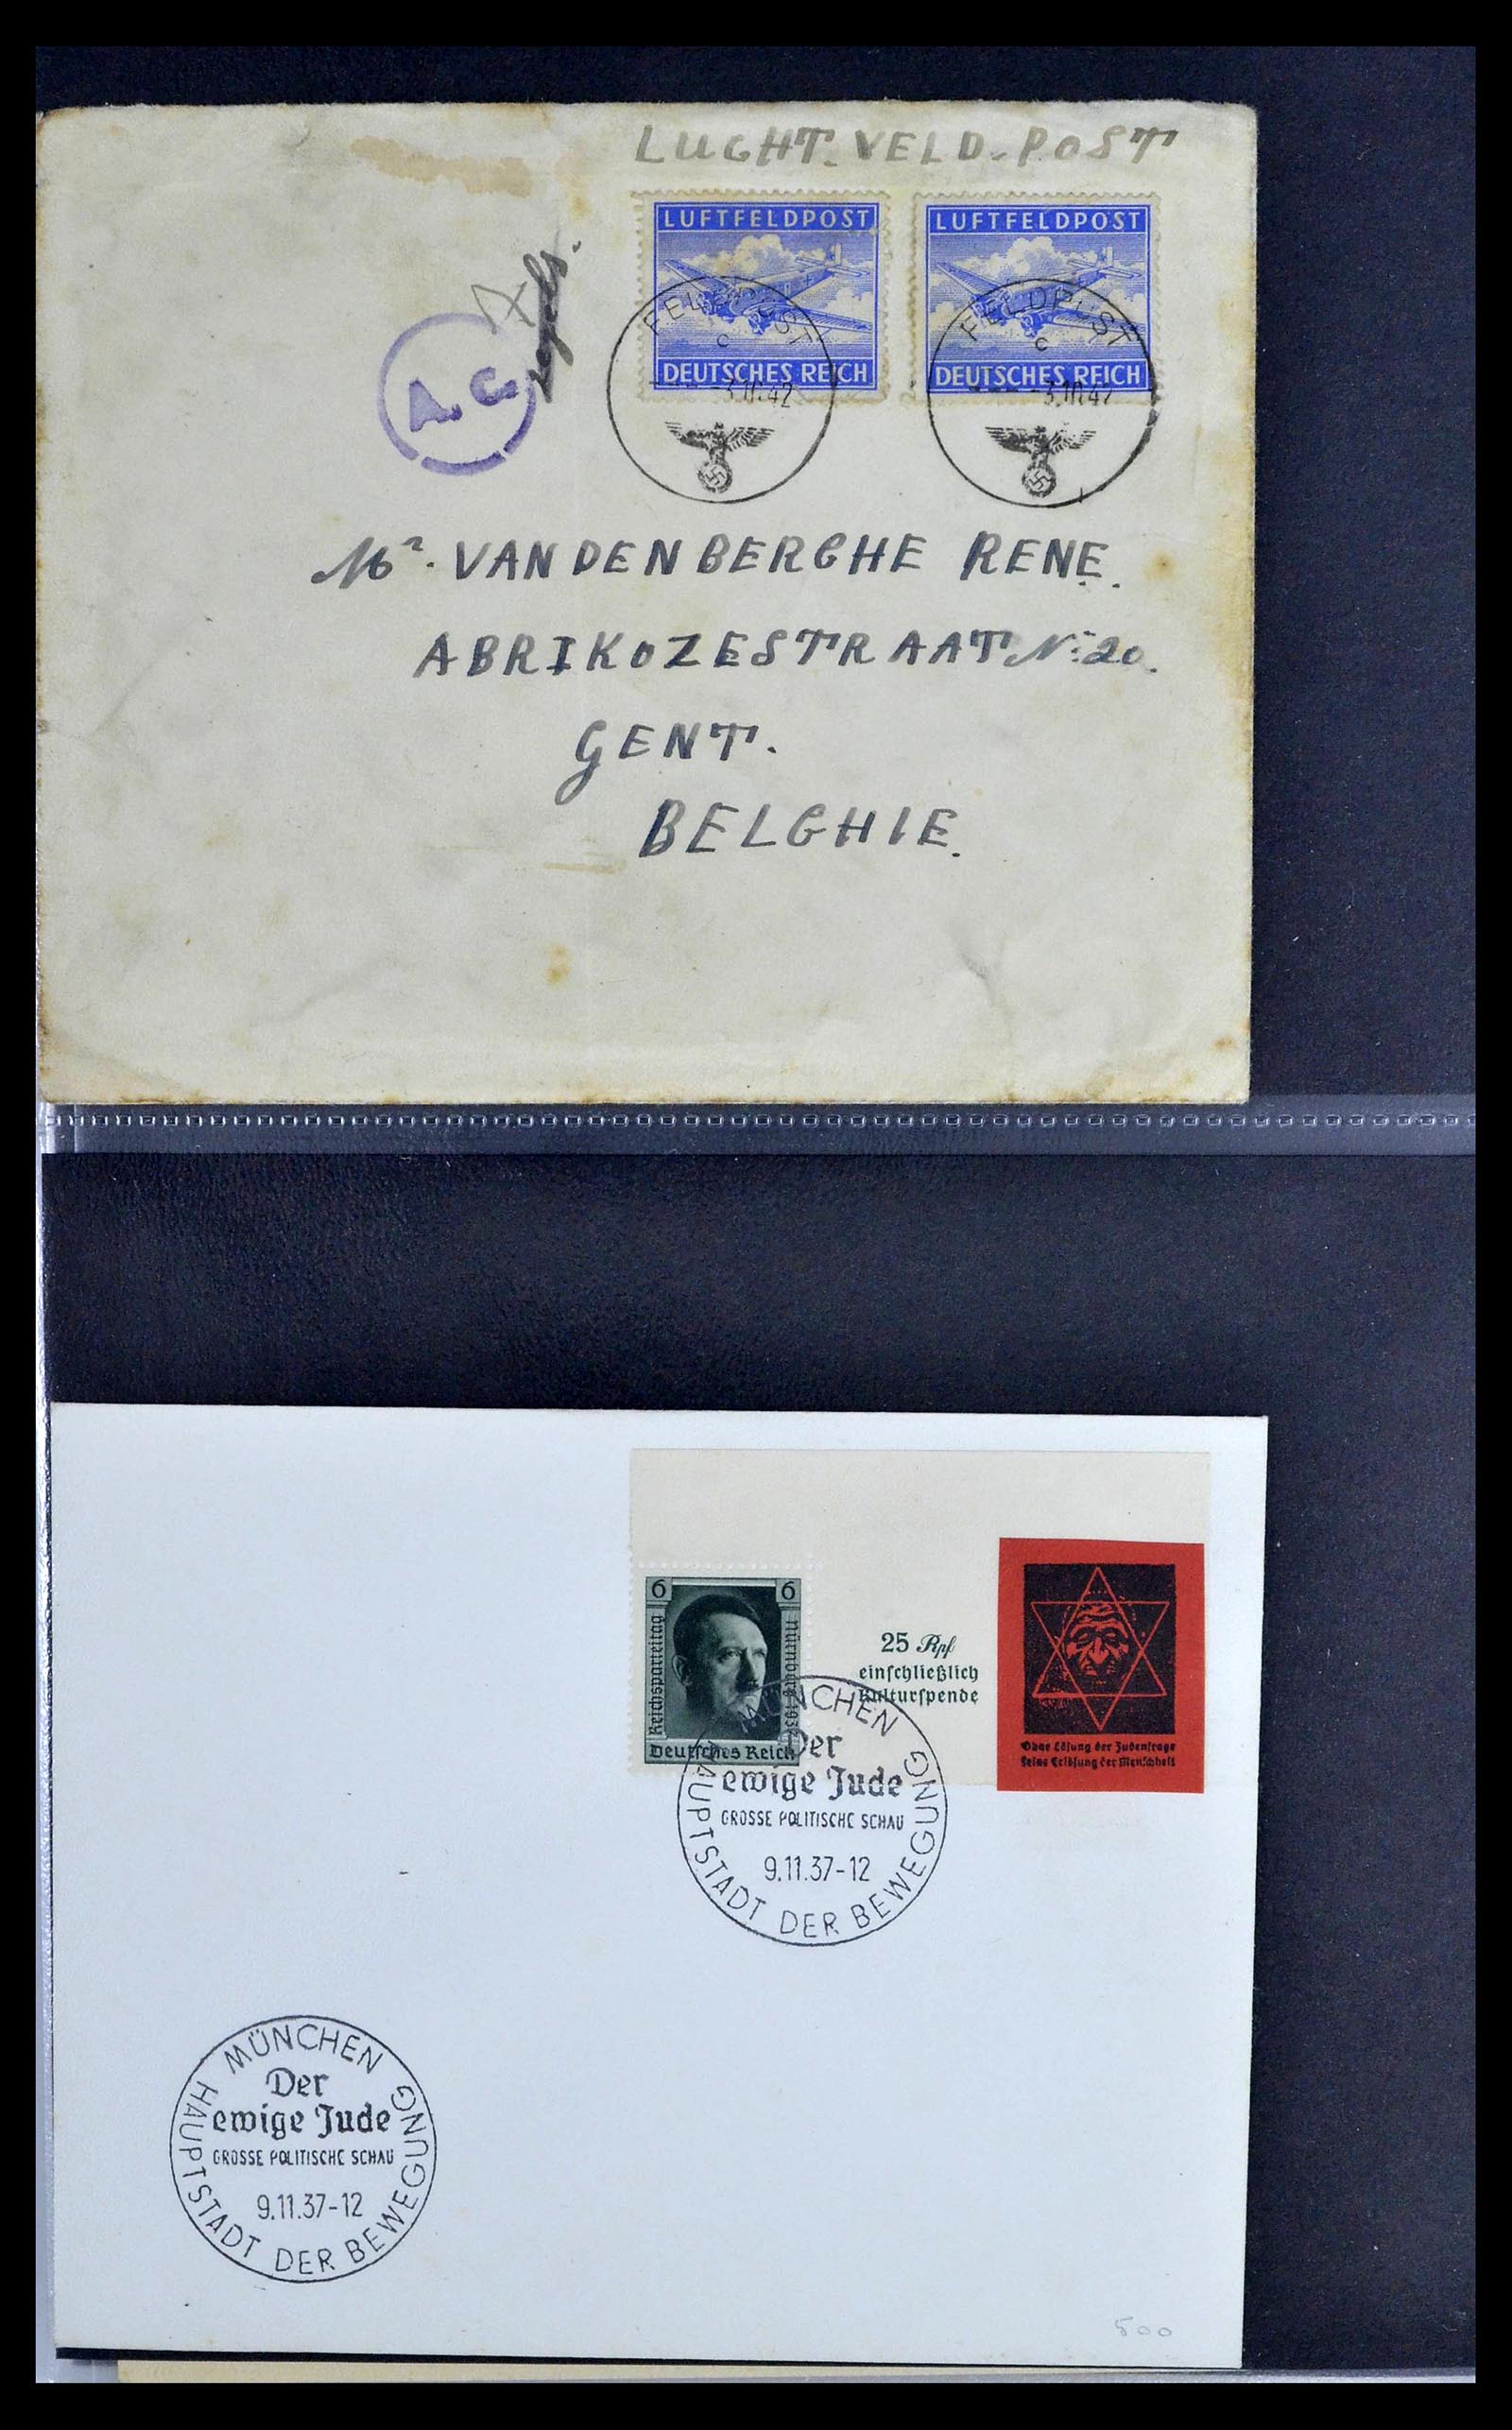 LUCHT. VELD. POST
LUFTFELDPOST
DEUTSCHES REICH
LUFTFELDPOST
DEUTSCHES REICH
FELDPOST
c
FELDPOST
c
A.c.
Mr. VANDENBERGHE RENE.
ABRIKOZESTRAAT No 20.
GENT.
BELGHIE.
6 6
Reichsparteitag
Nürnberg 1937
Deutsches Reich
25 Rpf
einschließlich
Kulturspende
Ohne Lösung der Judenfrage
keine Erlösung der Menschheit
MÜNCHEN
Der
ewige Jude
GROSSE POLITISCHE SCHAU
9.11.37-12
HAUPTSTADT DER BEWEGUNG
MÜNCHEN
Der
ewige Jude
GROSSE POLITISCHE SCHAU
9.11.37-12
HAUPTSTADT DER BEWEGUNG
500